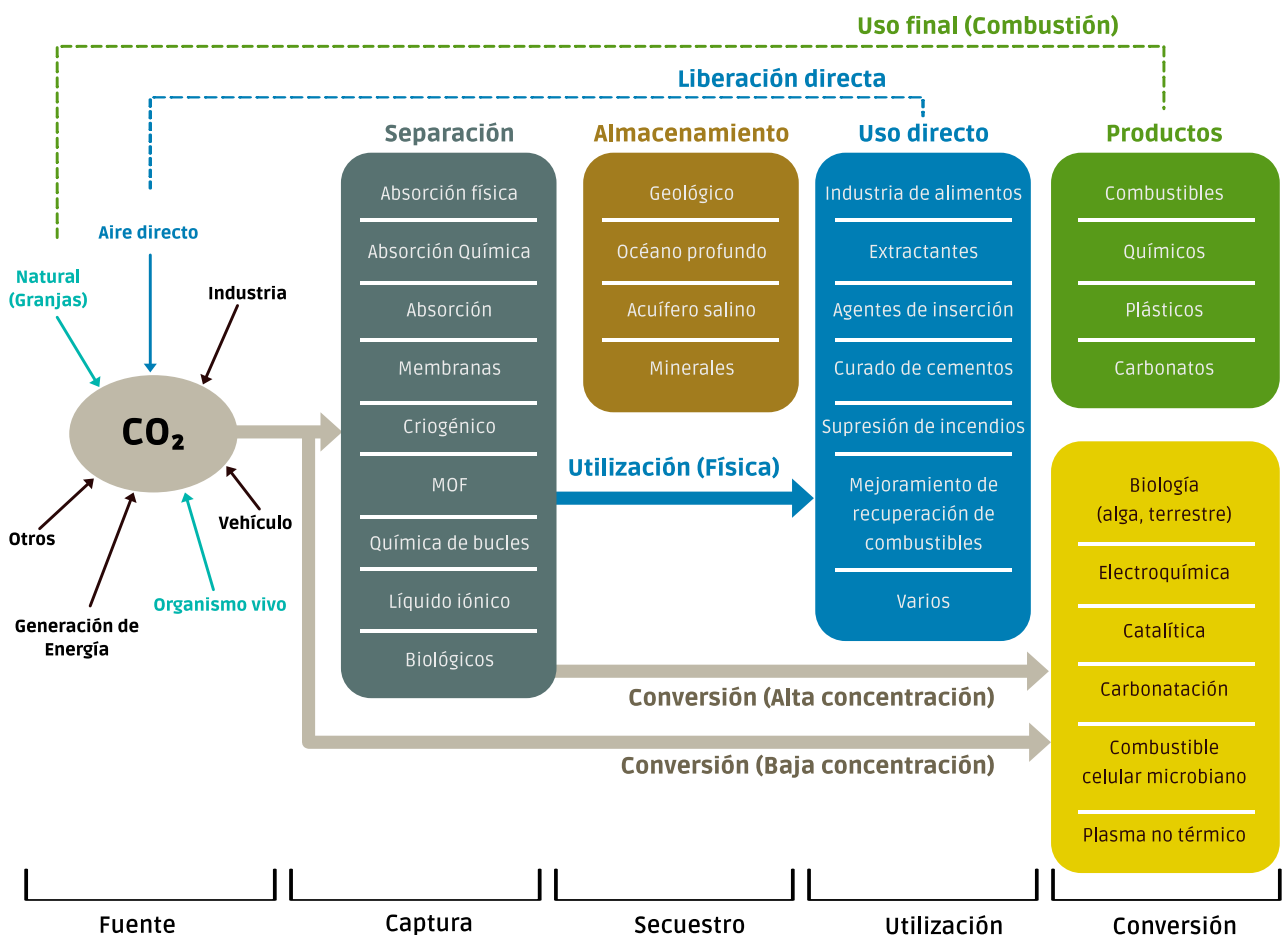 Uso final (Combustión)
Liberación directa
Separación
Almacenamiento
Uso directo
Productos
Aire directo
Natural
(Granjas)
Industria
CO₂
Otros
Vehículo
Generación de
Energía
Organismo vivo
Absorción física
Absorción Química
Absorción
Membranas
Criogénico
MOF
Química de bucles
Líquido iónico
Biológicos
Geológico
Océano profundo
Acuífero salino
Minerales
Utilización (Física)
Industria de alimentos
Extractantes
Agentes de inserción
Curado de cementos
Supresión de incendios
Mejoramiento de
recuperación de
combustibles
Varios
Combustibles
Químicos
Plásticos
Carbonatos
Biología
(alga, terrestre)
Electroquímica
Catalítica
Carbonatación
Combustible
celular microbiano
Plasma no térmico
Conversión (Alta concentración)
Conversión (Baja concentración)
Fuente
Captura
Secuestro
Utilización
Conversión